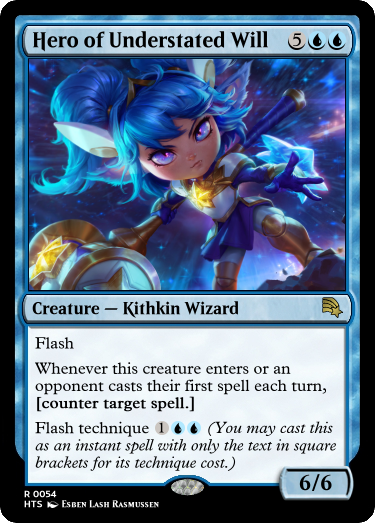 Hero of Understated Will 5UU
Creature — Kithkin Wizard
Flash
Whenever this creature enters or an
opponent casts their first spell each turn,
[counter target spell.]
Flash technique 1UU (You may cast this
as an instant spell with only the text in square
brackets for its technique cost.)
6/6
R 0054
HTS Esben Lash Rasmussen